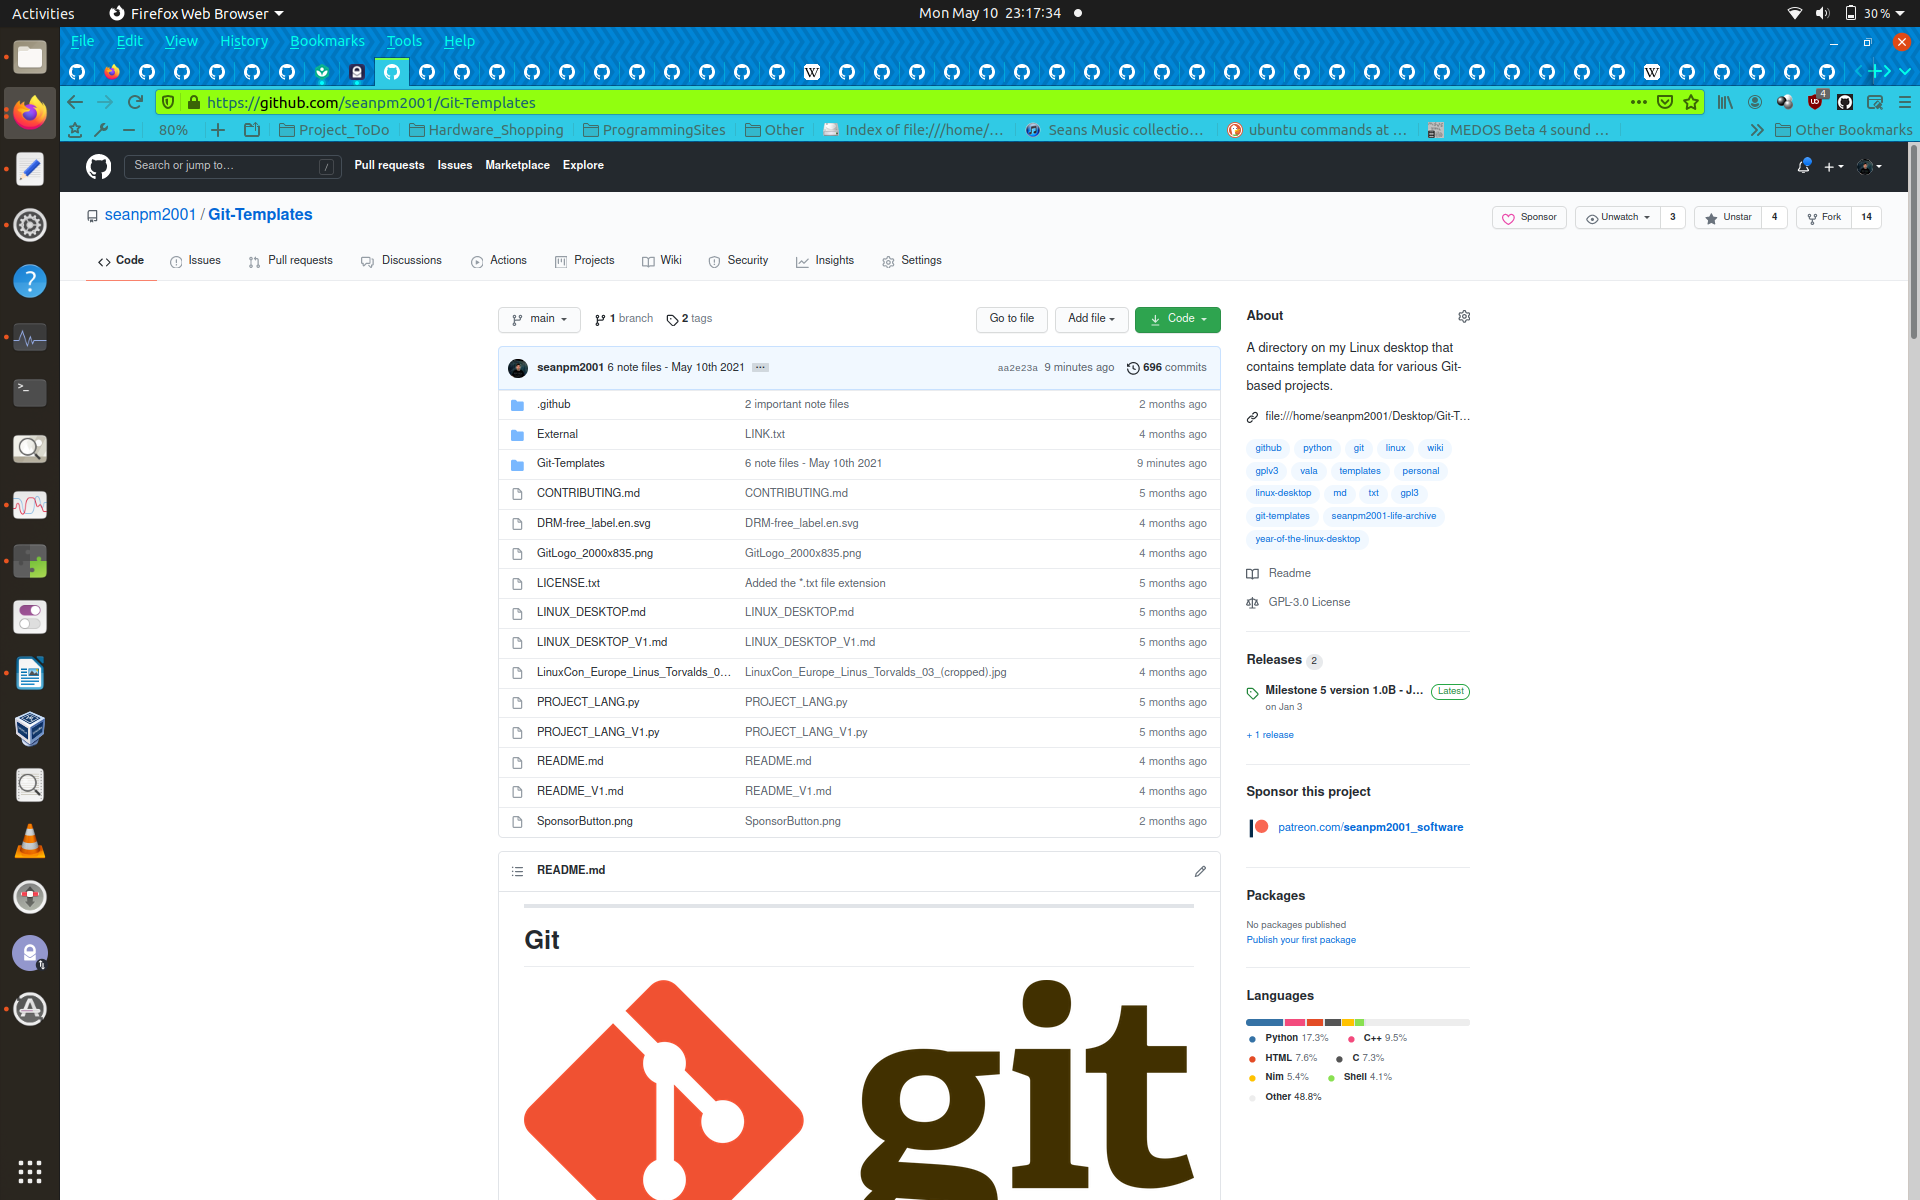 Activities Firefox Web Browser Mon May 10 23:17:34 30 %
File Edit View History Bookmarks Tools Help
https://github.com/seanpm2001/Git-Templates 4
80% Project_ToDo Hardware_Shopping ProgrammingSites Other Index of file:///home/... Seans Music collectio... ubuntu commands at ... MEDOS Beta 4 sound ... Other Bookmarks
Search or jump to... / Pull requests Issues Marketplace Explore
seanpm2001 / Git-Templates Sponsor Unwatch 3 Unstar 4 Fork 14
Code Issues Pull requests Discussions Actions Projects Wiki Security Insights Settings
main 1 branch 2 tags Go to file Add file Code
seanpm2001 6 note files - May 10th 2021 ... aa2e23a 9 minutes ago 696 commits
.github 2 important note files 2 months ago
External LINK.txt 4 months ago
Git-Templates 6 note files - May 10th 2021 9 minutes ago
CONTRIBUTING.md CONTRIBUTING.md 5 months ago
DRM-free_label.en.svg DRM-free_label.en.svg 4 months ago
GitLogo_2000x835.png GitLogo_2000x835.png 4 months ago
LICENSE.txt Added the *.txt file extension 5 months ago
LINUX_DESKTOP.md LINUX_DESKTOP.md 5 months ago
LINUX_DESKTOP_V1.md LINUX_DESKTOP_V1.md 5 months ago
LinuxCon_Europe_Linus_Torvalds_0... LinuxCon_Europe_Linus_Torvalds_03_(cropped).jpg 4 months ago
PROJECT_LANG.py PROJECT_LANG.py 5 months ago
PROJECT_LANG_V1.py PROJECT_LANG_V1.py 5 months ago
README.md README.md 4 months ago
README_V1.md README_V1.md 4 months ago
SponsorButton.png SponsorButton.png 2 months ago
README.md
Git
git
About
A directory on my Linux desktop that
contains template data for various Git-
based projects.
file:///home/seanpm2001/Desktop/Git-T...
github python git linux wiki
gplv3 vala templates personal
linux-desktop md txt gpl3
git-templates seanpm2001-life-archive
year-of-the-linux-desktop
Readme
GPL-3.0 License
Releases 2
Milestone 5 version 1.0B - J... Latest
on Jan 3
+ 1 release
Sponsor this project
patreon.com/seanpm2001_software
Packages
No packages published
Publish your first package
Languages
Python 17.3% C++ 9.5%
HTML 7.6% C 7.3%
Nim 5.4% Shell 4.1%
Other 48.8%